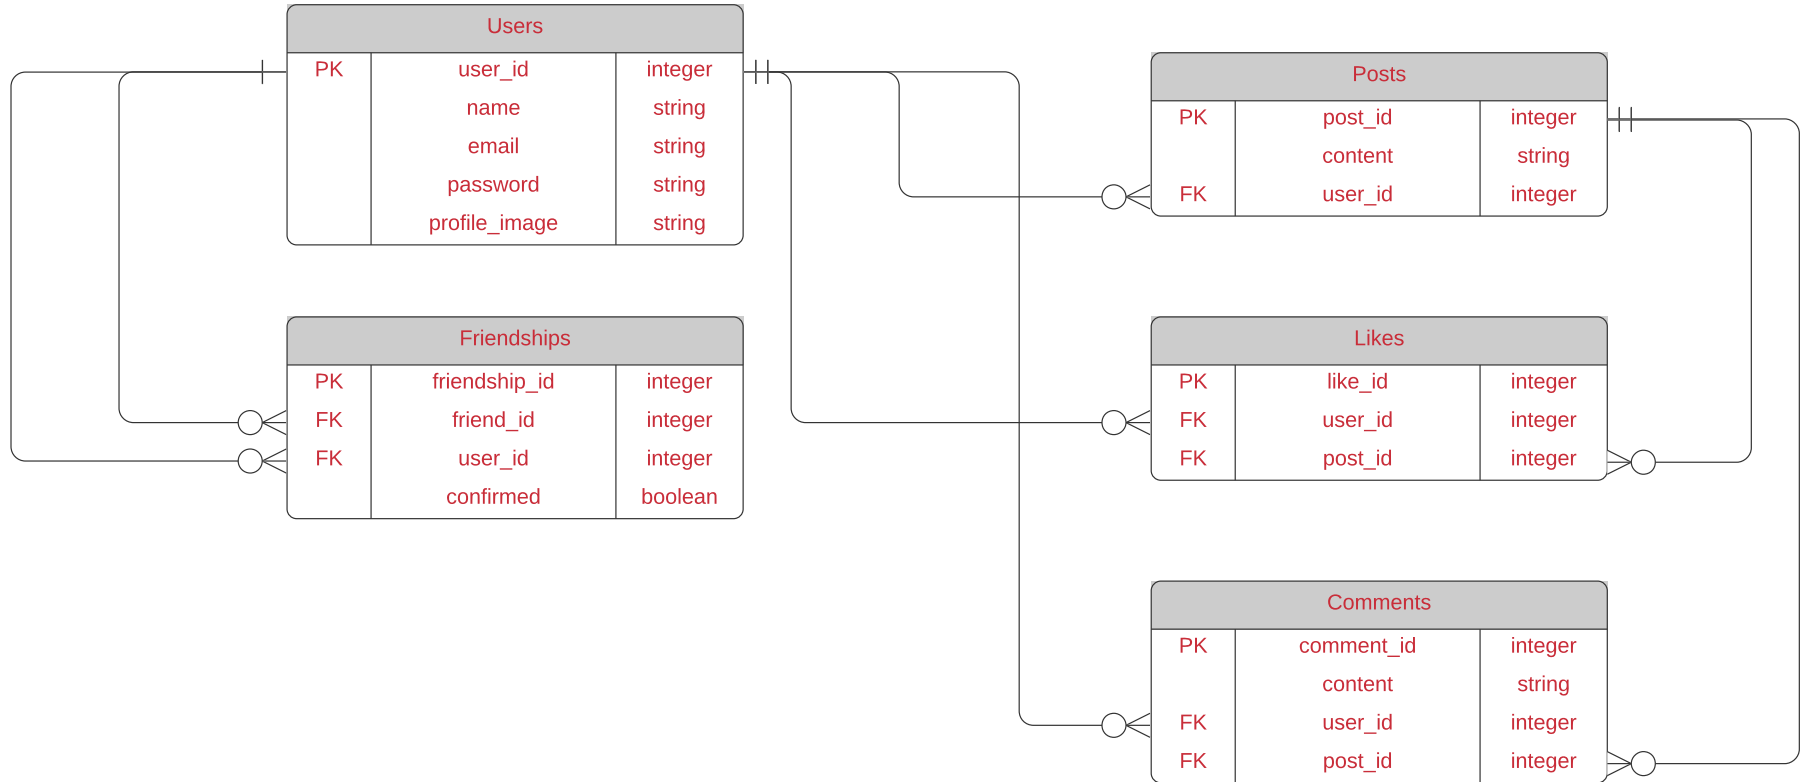 Users
PK user_id integer
name string
email string
password string
profile_image string
Friendships
PK friendship_id integer
FK friend_id integer
FK user_id integer
confirmed boolean
Posts
PK post_id integer
content string
FK user_id integer
Likes
PK like_id integer
FK user_id integer
FK post_id integer
Comments
PK comment_id integer
content string
FK user_id integer
FK post_id integer